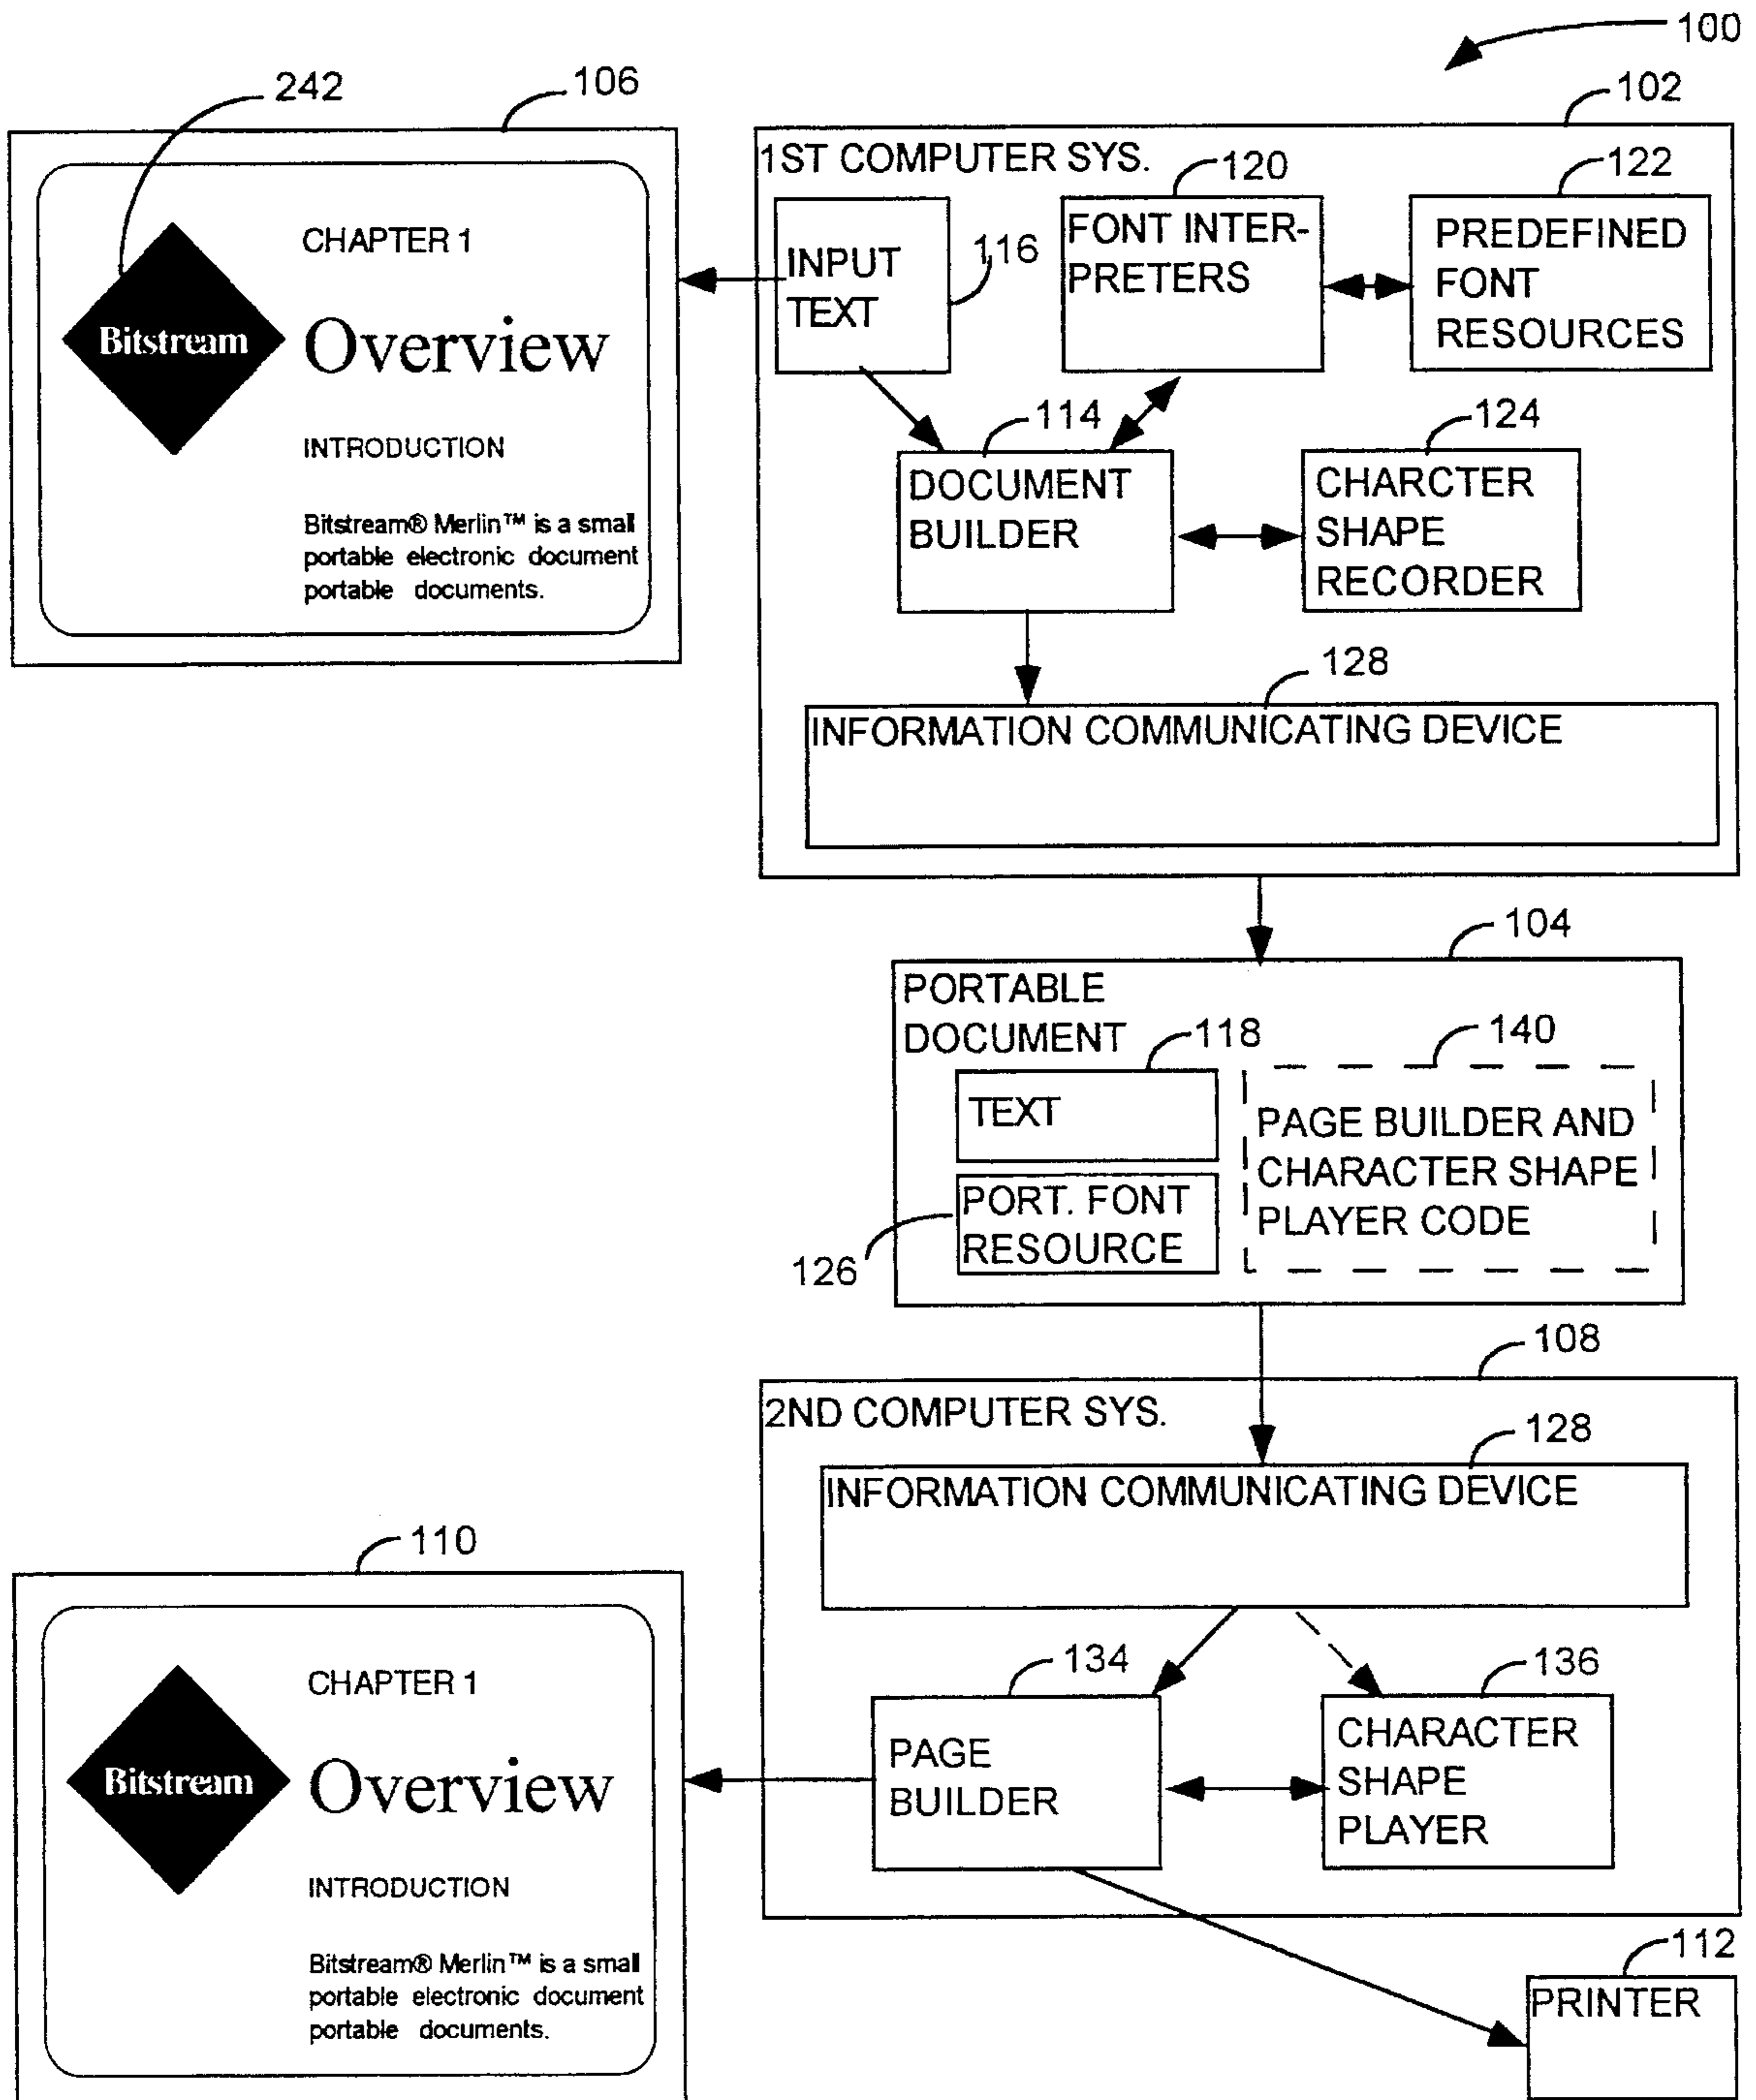 100
242
106
102
1ST COMPUTER SYS.
120
122
CHAPTER 1
Bitstream
Overview
INTRODUCTION
Bitstream® Merlin™ is a small
portable electronic document
portable documents.
INPUT
TEXT
116
FONT INTER-
PRETERS
PREDEFINED
FONT
RESOURCES
114
124
DOCUMENT
BUILDER
CHARCTER
SHAPE
RECORDER
128
INFORMATION COMMUNICATING DEVICE
104
PORTABLE
DOCUMENT
118
140
TEXT
PORT. FONT
RESOURCE
126
PAGE BUILDER AND
CHARACTER SHAPE
PLAYER CODE
108
2ND COMPUTER SYS.
128
INFORMATION COMMUNICATING DEVICE
110
134
136
CHAPTER 1
Bitstream
Overview
INTRODUCTION
Bitstream® Merlin™ is a small
portable electronic document
portable documents.
PAGE
BUILDER
CHARACTER
SHAPE
PLAYER
112
PRINTER